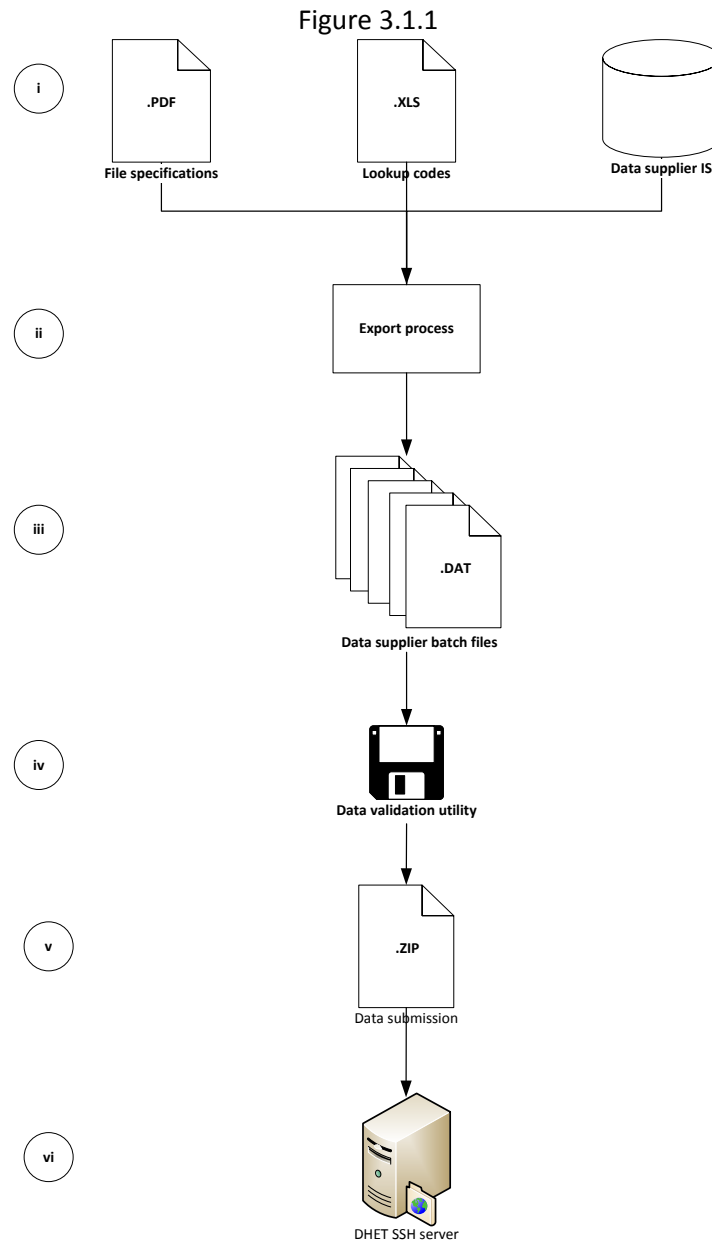 Figure 3.1.1
i
.PDF
.XLS
File specifications
Lookup codes
Data supplier IS
ii
Export process
iii
.DAT
Data supplier batch files
iv
Data validation utility
v
.ZIP
Data submission
vi
DHET SSH server